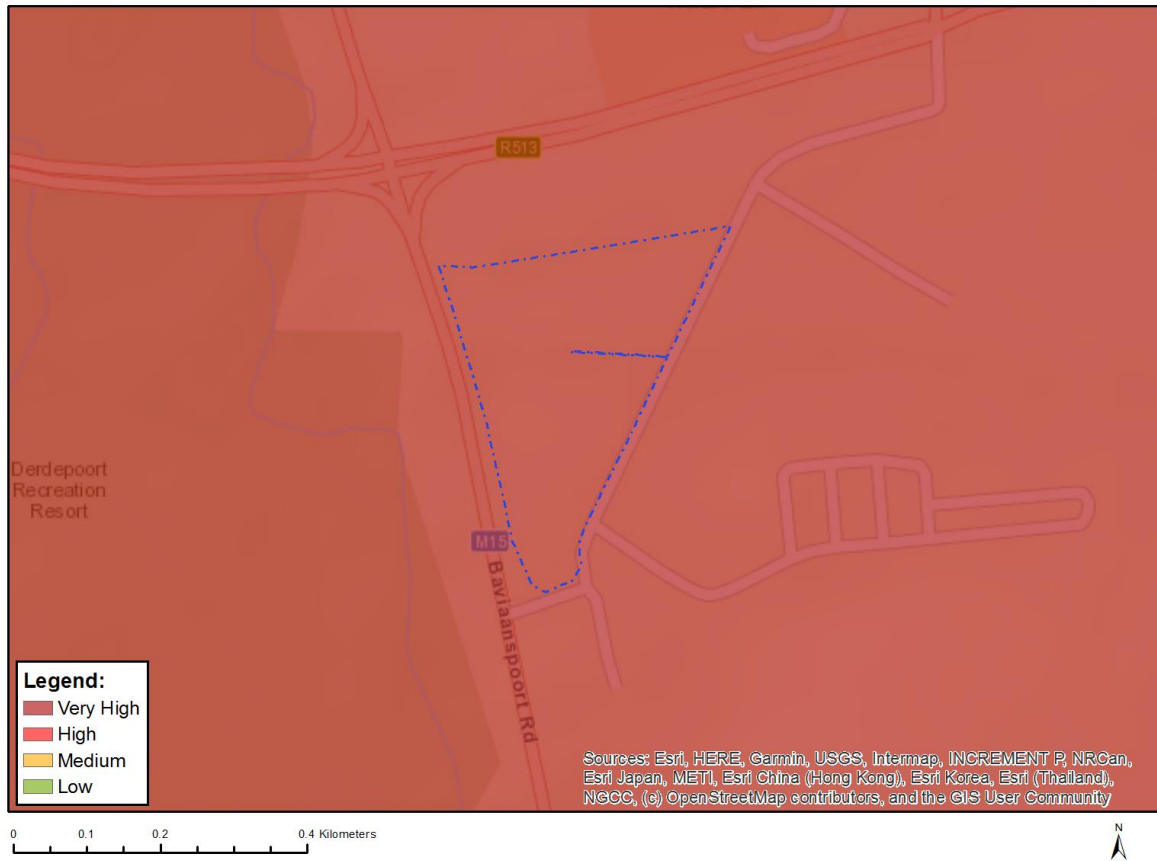 R513
Derdepoort
Recreation
Resort
M15
Baviaanspoort Rd
Legend:
Very High
High
Medium
Low
Sources: Esri, HERE, Garmin, USGS, Intermap, INCREMENT P, NRCan,
Esri Japan, METI, Esri China (Hong Kong), Esri Korea, Esri (Thailand),
NGCC, (c) OpenStreetMap contributors, and the GIS User Community
0 0.1 0.2 0.4 Kilometers
N